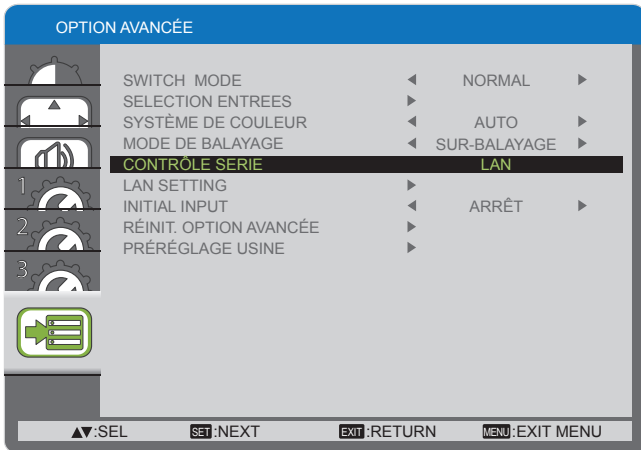 OPTION AVANCÉE
SWITCH MODE NORMAL
SELECTION ENTREES
SYSTÈME DE COULEUR AUTO
MODE DE BALAYAGE SUR-BALAYAGE
CONTRÔLE SERIE LAN
LAN SETTING
INITIAL INPUT ARRÊT
RÉINIT. OPTION AVANCÉE
PRÉRÉGLAGE USINE
1
2
3
▲▼:SEL SET:NEXT EXIT:RETURN MENU:EXIT MENU